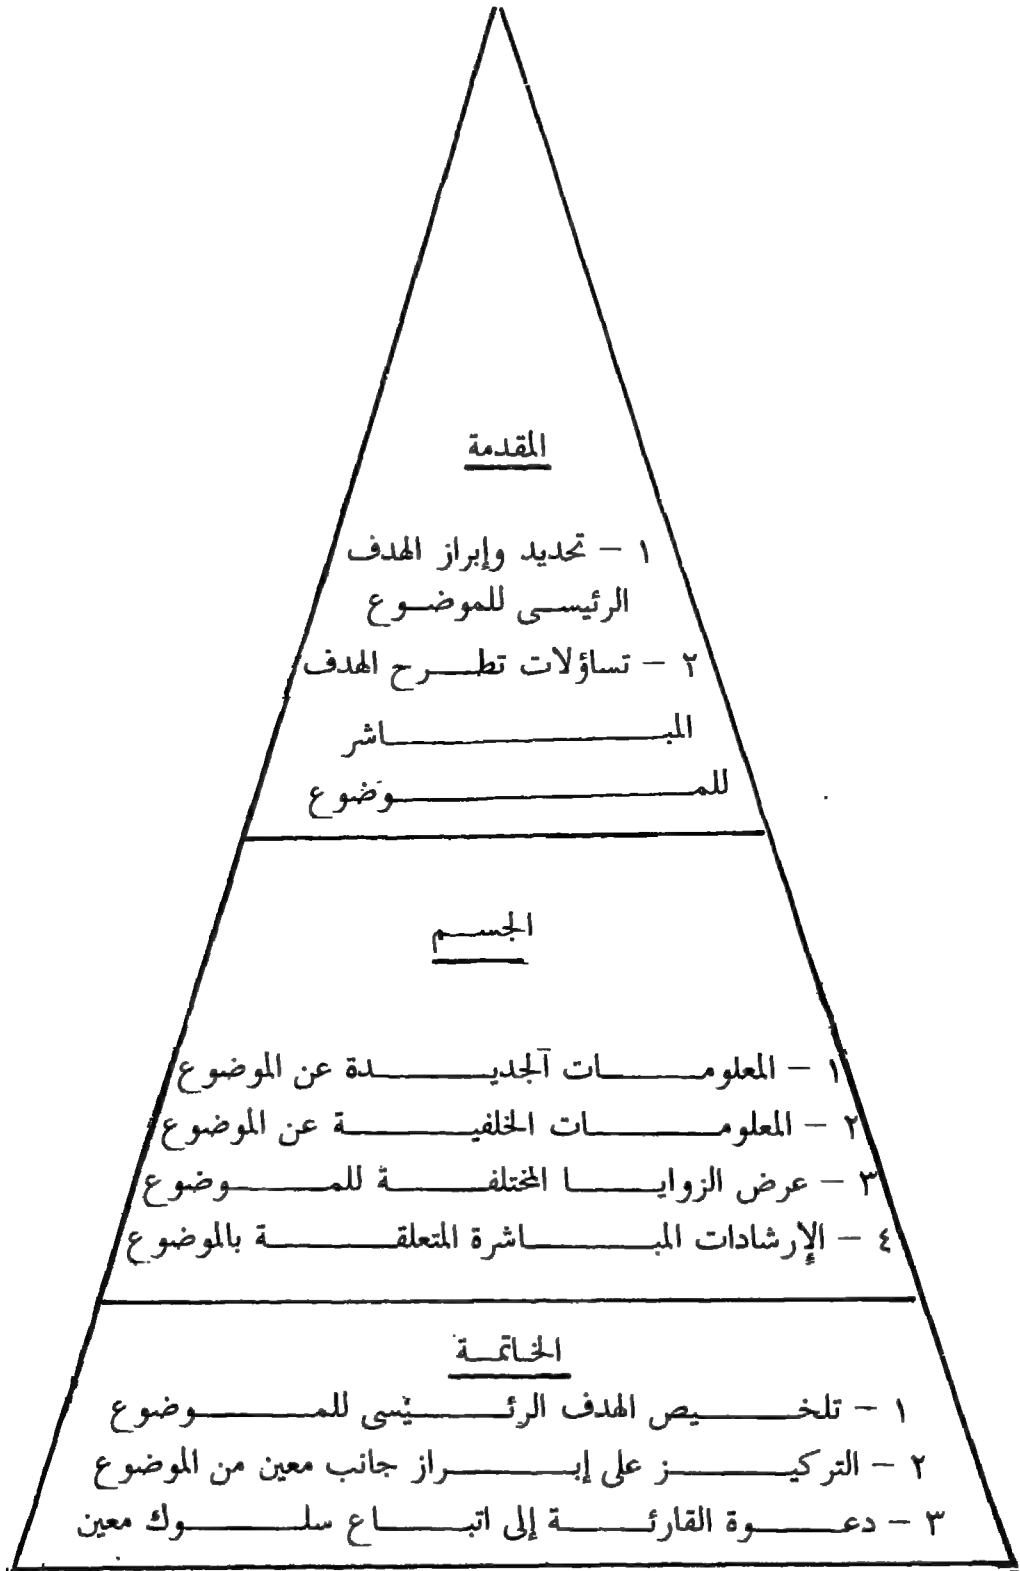 المقدمة
١ - تحديد وإبراز الهدف
الرئيسى للموضوع
٢ - تساؤلات تطرح الهدف
المباشر
للموضوع
الجسم
١ - المعلومات الجديدة عن الموضوع
٢ - المعلومات الخلفية عن الموضوع
٣ - عرض الزوايا المختلفة للموضوع
٤ - الإرشادات المباشرة المتعلقة بالموضوع
الخاتمة
١ - تلخيص الهدف الرئيسى للموضوع
٢ - التركيز على إبراز جانب معين من الموضوع
٣ - دعوة القارئة إلى اتباع سلوك معين